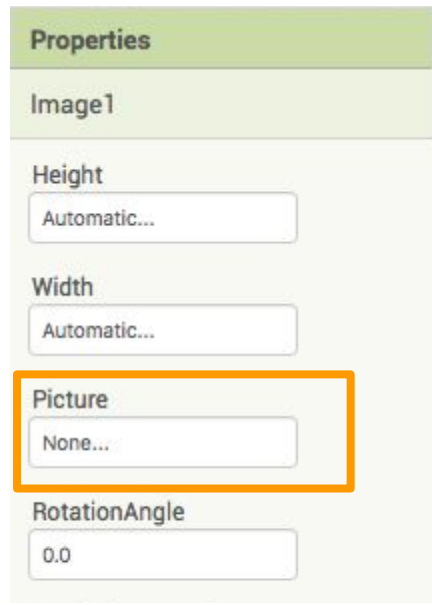 Properties
Image1
Height
Automatic...
Width
Automatic...
Picture
None...
RotationAngle
0.0